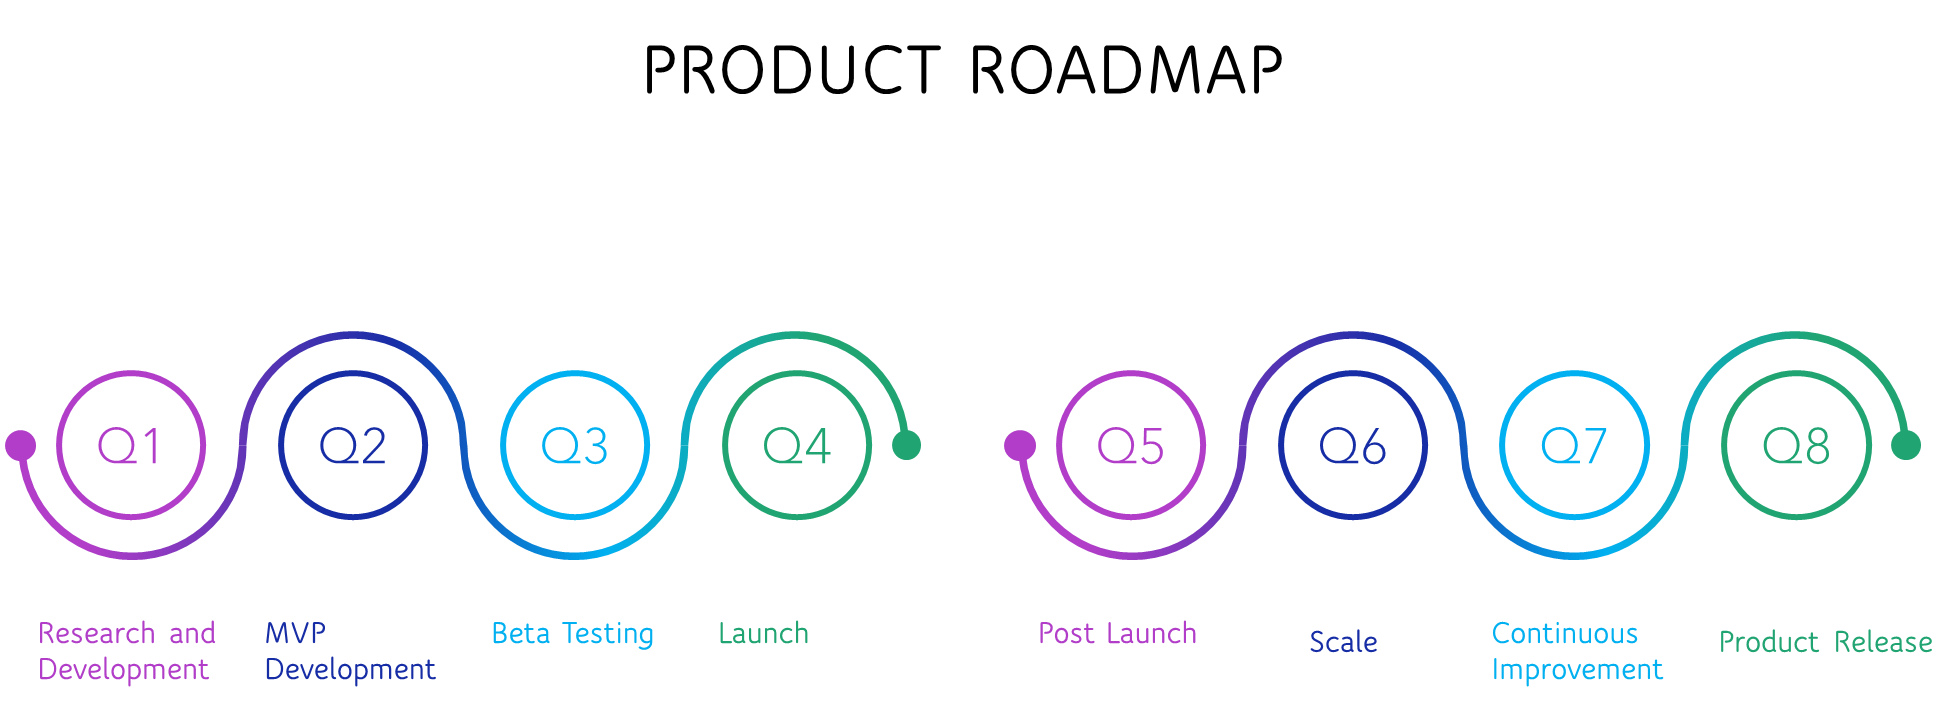 PRODUCT ROADMAP
Q1
Q2
Q3
Q4
Q5
Q6
Q7
Q8
Research and
Development
MVP
Development
Beta Testing
Launch
Post Launch
Scale
Continuous
Improvement
Product Release